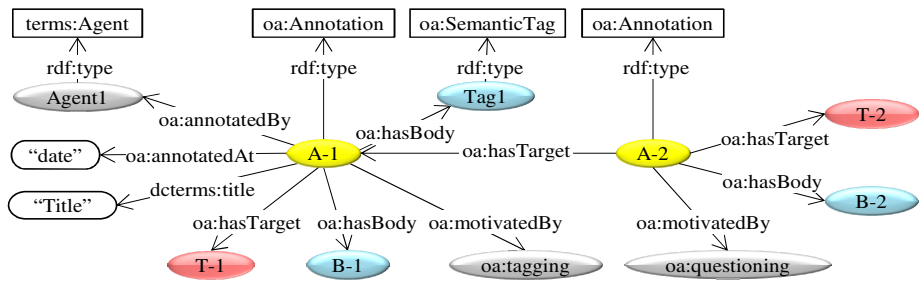 terms:Agent
oa:Annotation
oa:SemanticTag
oa:Annotation
rdf:type
rdf:type
rdf:type
rdf:type
Agent1
Tag1
oa:annotatedBy
oa:hasBody
T-2
oa:hasTarget
“date”
oa:annotatedAt
A-1
oa:hasTarget
A-2
oa:hasBody
dcterms:title
“Title”
B-2
oa:hasTarget
oa:hasBody
oa:motivatedBy
oa:motivatedBy
T-1
B-1
oa:tagging
oa:questioning